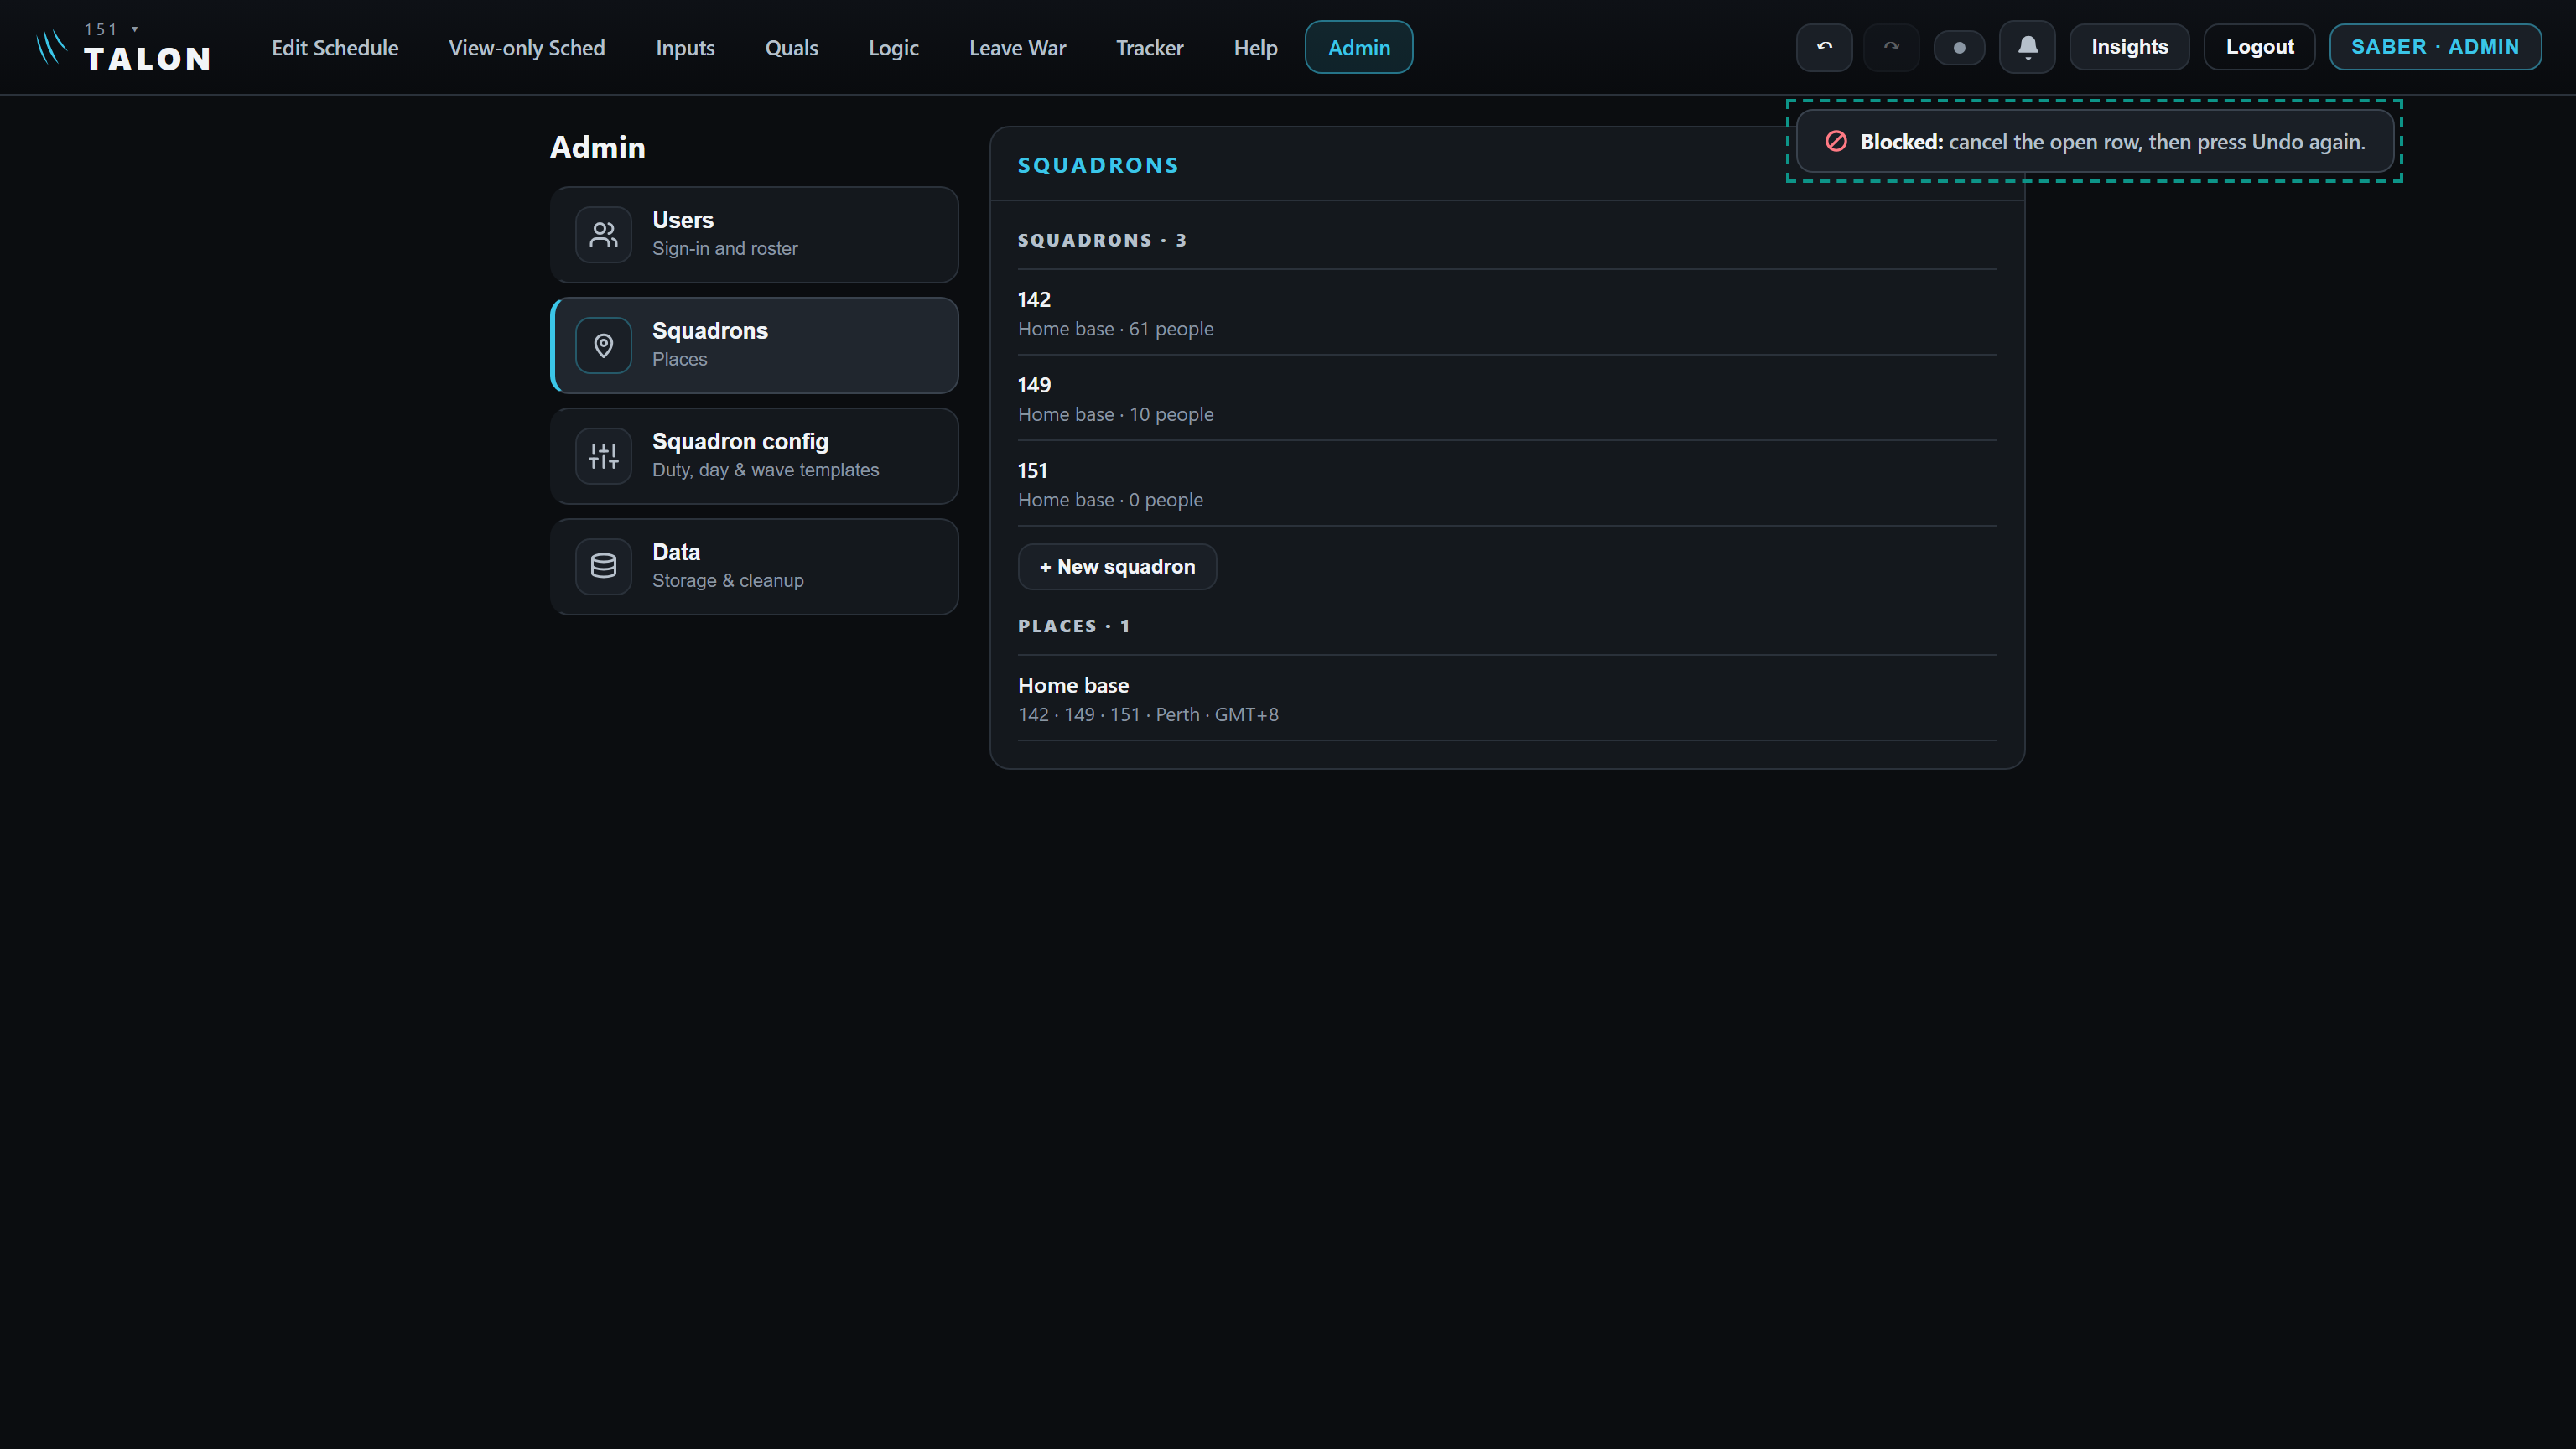 151 ▾
TALON
Edit Schedule
View-only Sched
Inputs
Quals
Logic
Leave War
Tracker
Help
Admin
Insights
Logout
SABER · ADMIN
Blocked: cancel the open row, then press Undo again.
Admin
Users
Sign-in and roster
Squadrons
Places
Squadron config
Duty, day & wave templates
Data
Storage & cleanup
SQUADRONS
SQUADRONS · 3
142
Home base · 61 people
149
Home base · 10 people
151
Home base · 0 people
+ New squadron
PLACES · 1
Home base
142 · 149 · 151 · Perth · GMT+8